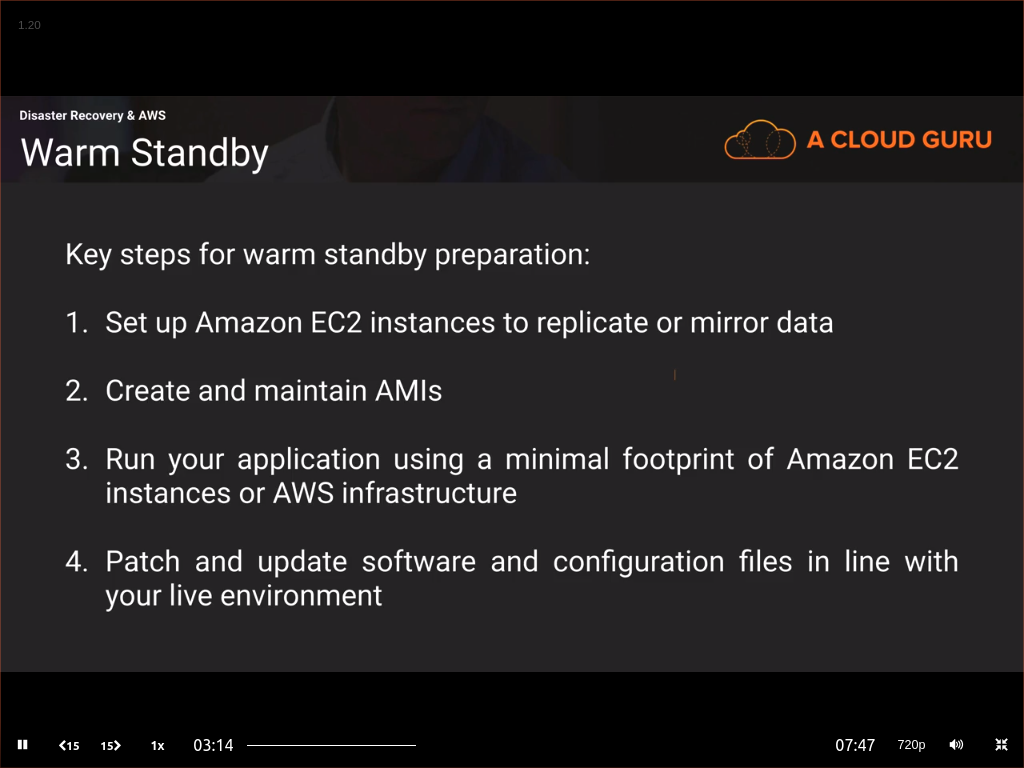 1.20
Disaster Recovery & AWS
Warm Standby
A CLOUD GURU
Key steps for warm standby preparation:
1. Set up Amazon EC2 instances to replicate or mirror data
2. Create and maintain AMIs
3. Run your application using a minimal footprint of Amazon EC2
instances or AWS infrastructure
4. Patch and update software and configuration files in line with
your live environment
15 15 1x 03:14 07:47 720p